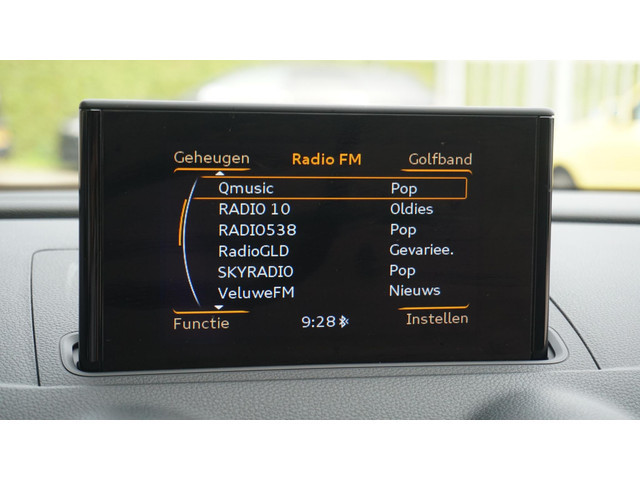 Geheugen Radio FM Golfband
Qmusic Pop
RADIO 10 Oldies
RADIO538 Pop
RadioGLD Gevariee.
SKYRADIO Pop
VeluweFM Nieuws
Functie 9:28 Instellen